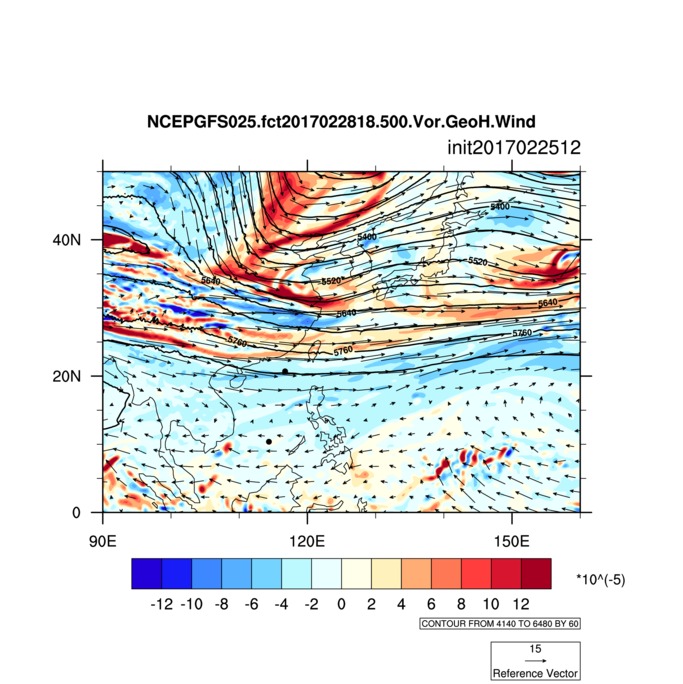 NCEPGFS025.fct2017022818.500.Vor.GeoH.Wind
init2017022512
5400
40N
5400
5520
5640
5520
5640
5640
5760
5760
5760
20N
0
90E 120E 150E
-12 -10 -8 -6 -4 -2 0 2 4 6 8 10 12
*10^(-5)
CONTOUR FROM 4140 TO 6480 BY 60
15
Reference Vector